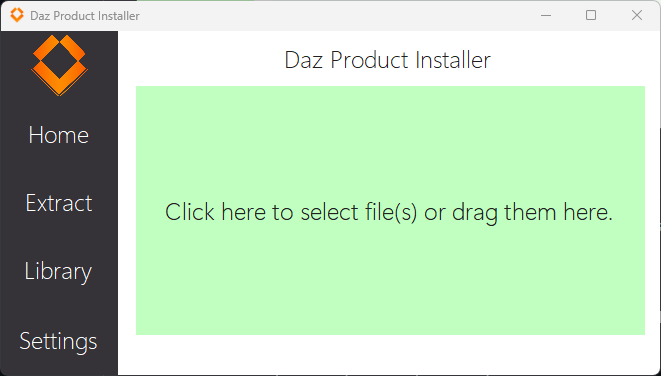 Daz Product Installer
Daz Product Installer
Home
Extract
Library
Settings
Click here to select file(s) or drag them here.